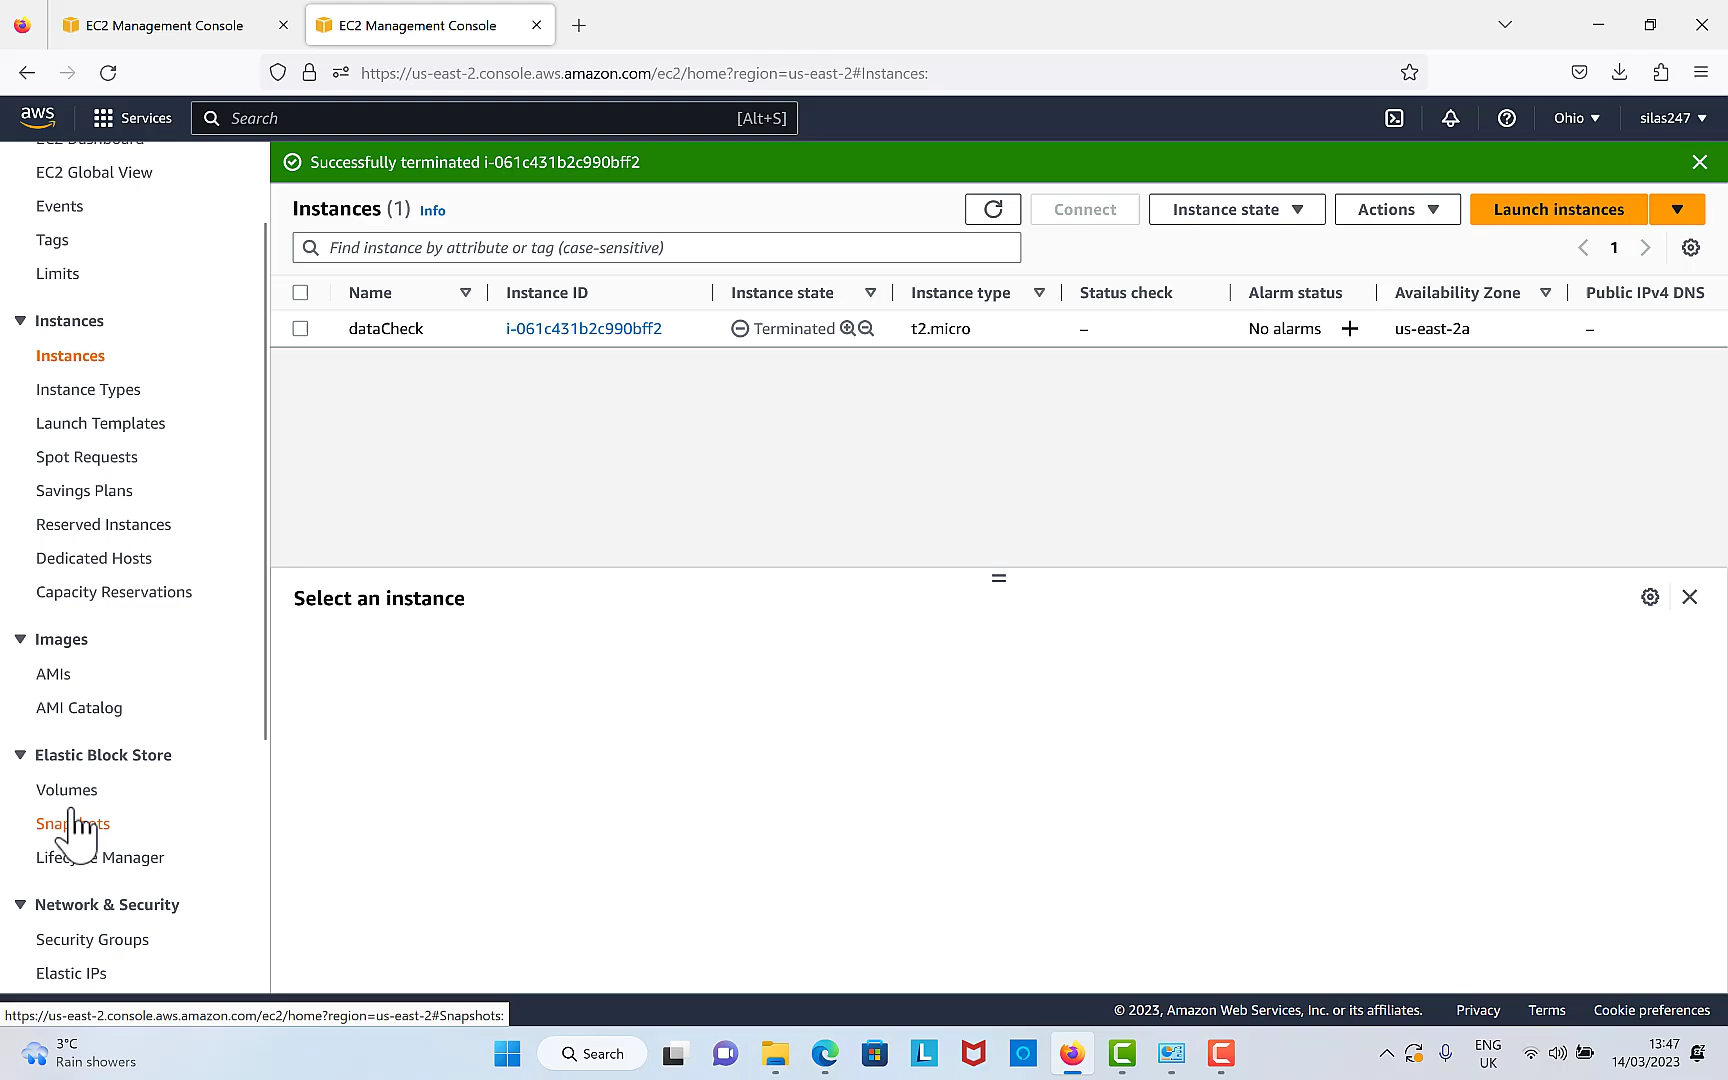 EC2 Management Console
EC2 Management Console
https://us-east-2.console.aws.amazon.com/ec2/home?region=us-east-2#Instances:
aws
Services
Search
[Alt+S]
Ohio
silas247
EC2 Dashboard
EC2 Global View
Events
Tags
Limits
Instances
Instances
Instance Types
Launch Templates
Spot Requests
Savings Plans
Reserved Instances
Dedicated Hosts
Capacity Reservations
Images
AMIs
AMI Catalog
Elastic Block Store
Volumes
Snapshots
Lifecycle Manager
Network & Security
Security Groups
Elastic IPs
Successfully terminated i-061c431b2c990bff2
Instances (1) Info
Connect
Instance state
Actions
Launch instances
Find instance by attribute or tag (case-sensitive)
1
Name Instance ID Instance state Instance type Status check Alarm status Availability Zone Public IPv4 DNS
dataCheck i-061c431b2c990bff2 Terminated t2.micro – No alarms + us-east-2a –
Select an instance
© 2023, Amazon Web Services, Inc. or its affiliates. Privacy Terms Cookie preferences
https://us-east-2.console.aws.amazon.com/ec2/home?region=us-east-2#Snapshots:
3°C
Rain showers
Search
L
ENG
UK
13:47
14/03/2023